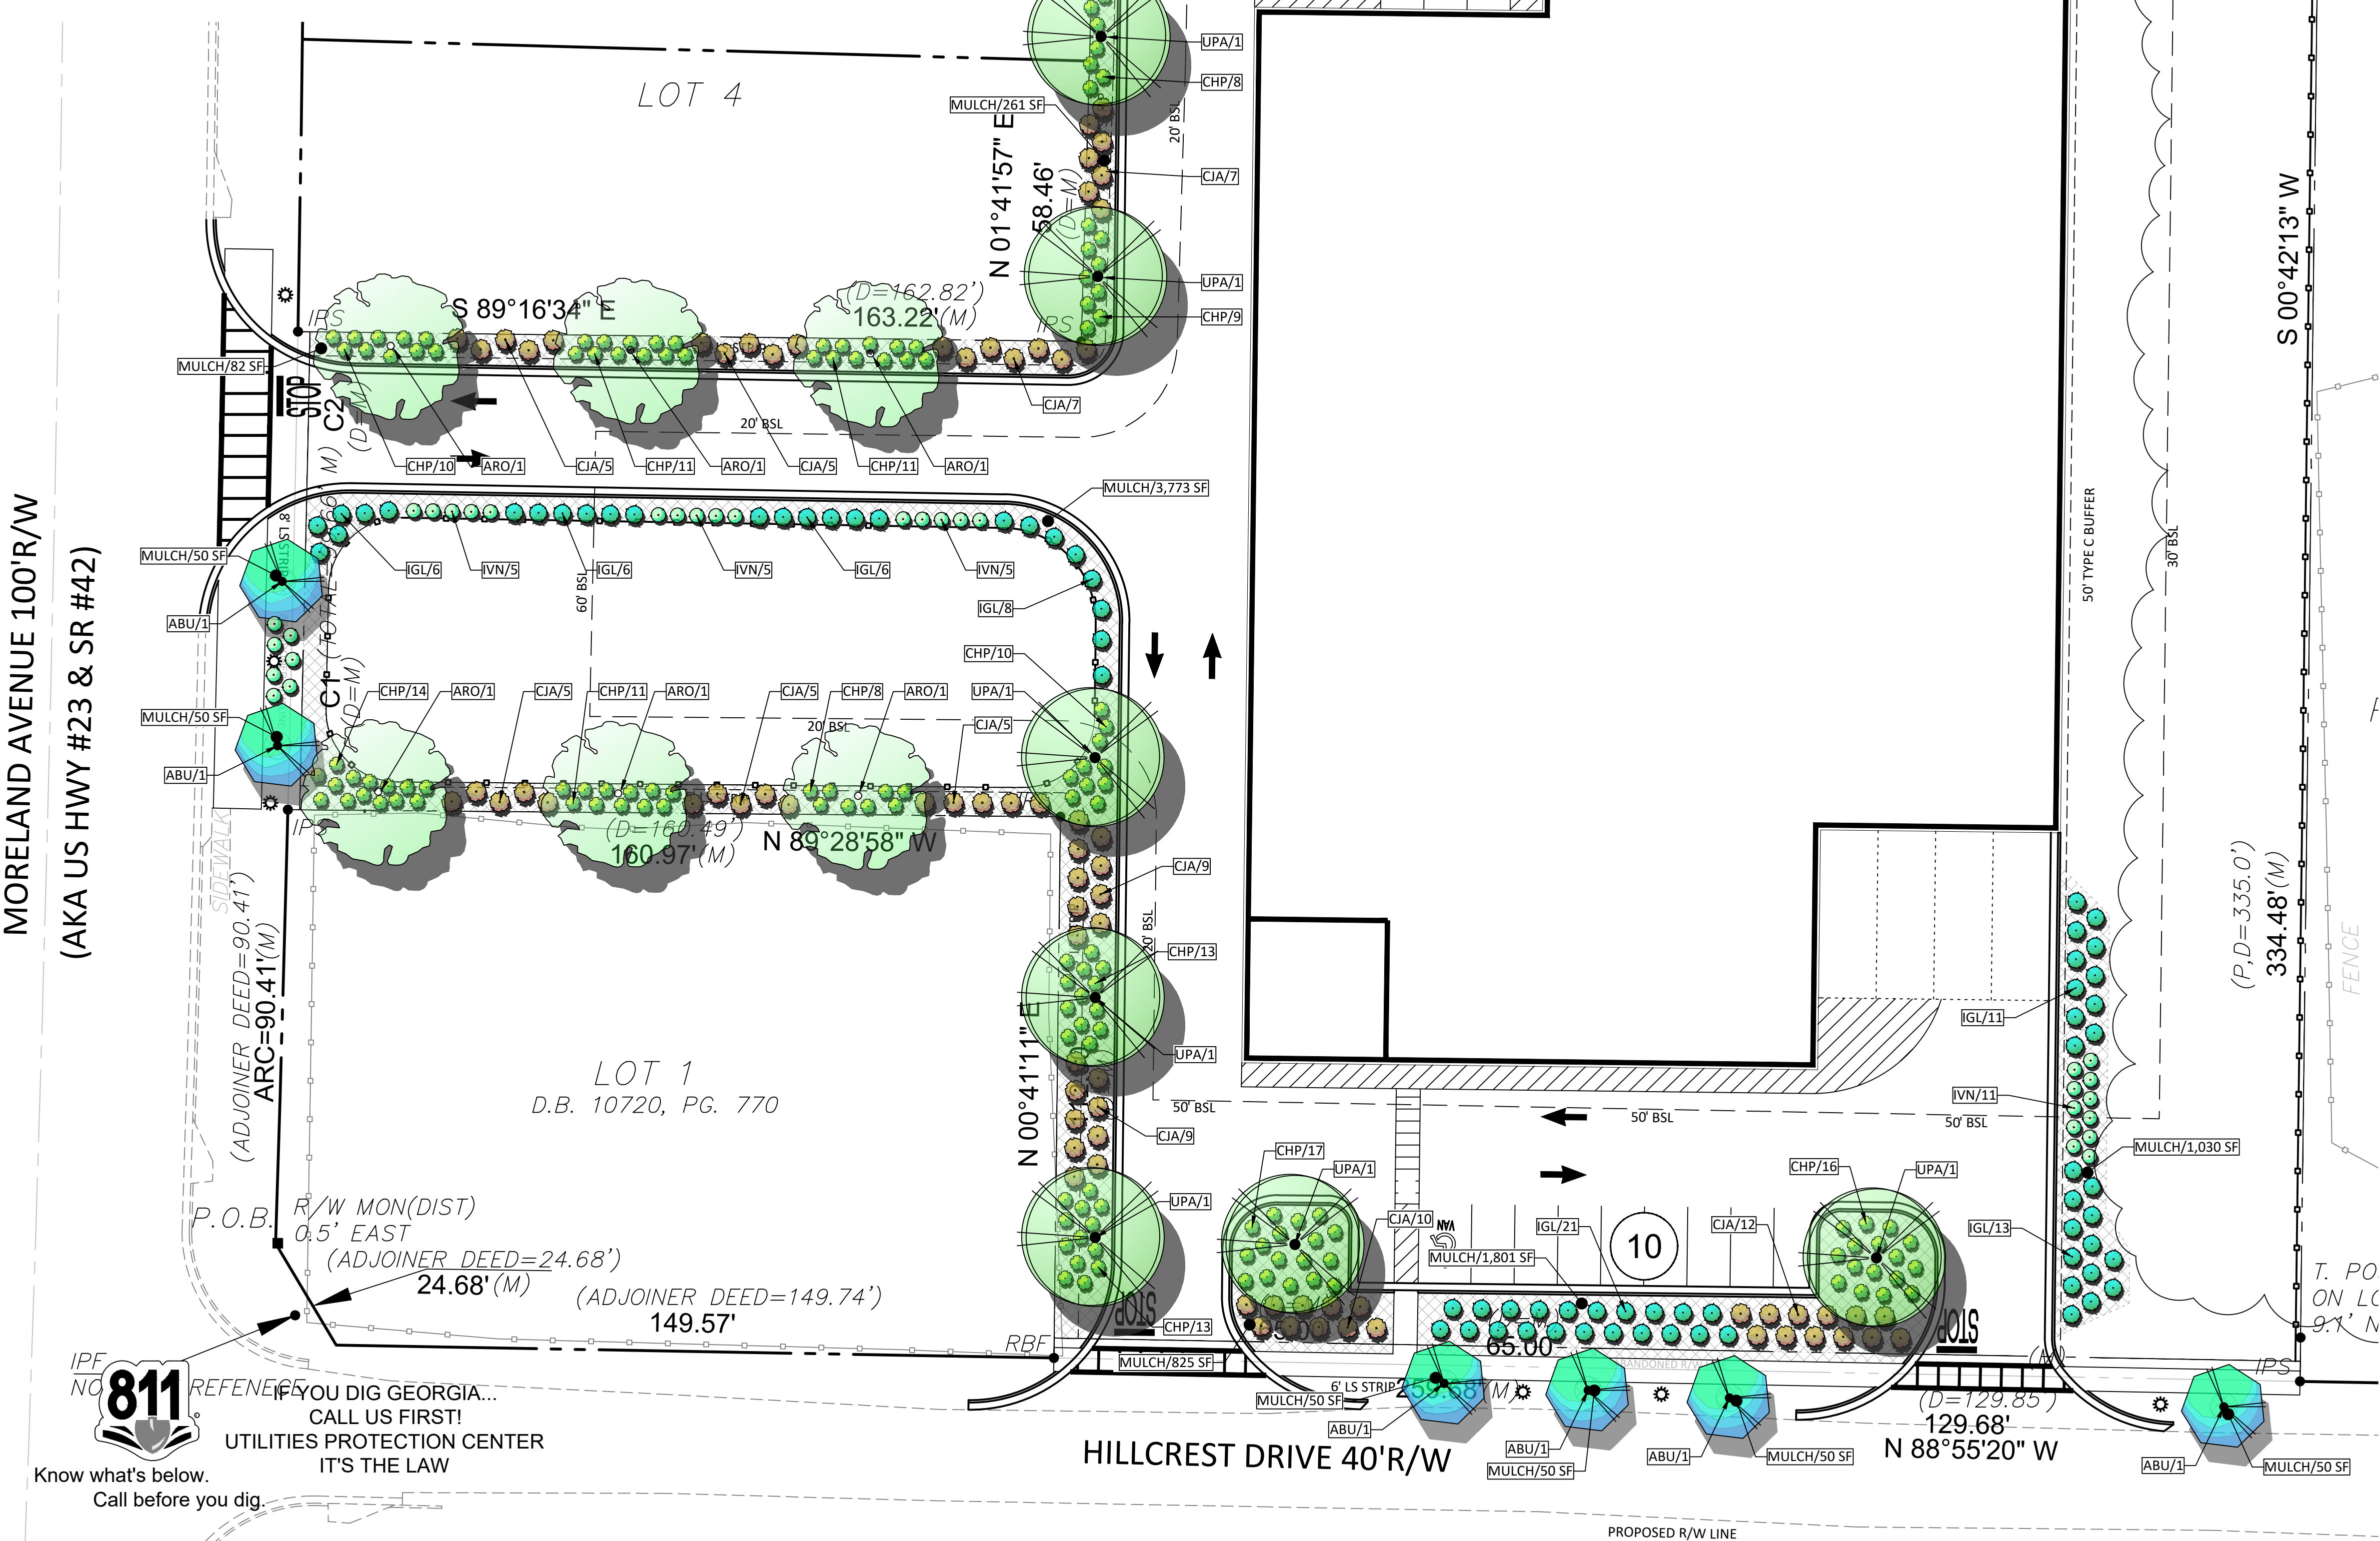 UPA/1
LOT 4
CHP/8
MULCH/261 SF
20' BSL
CJA/7
N 01°41'57" E
58.46'
(D=M)
S 00°42'13" W
UPA/1
S 89°16'34" E
(D=162.82')
163.22'(M)
IPS
IPS
CHP/9
MULCH/82 SF
STOP
C2
(D=M)
CJA/7
20' BSL
CHP/10
ARO/1
CJA/5
CHP/11
ARO/1
CJA/5
CHP/11
ARO/1
MULCH/3,773 SF
MORELAND AVENUE 100'R/W
(AKA US HWY #23 & SR #42)
8' LS STRIP
MULCH/50 SF
IGL/6
IVN/5
IGL/6
IVN/5
IGL/6
IVN/5
60' BSL
50' TYPE C BUFFER
30' BSL
IGL/8
ABU/1
CHP/10
C1
(D=M)
CHP/14
ARO/1
CJA/5
CHP/11
ARO/1
CJA/5
CHP/8
ARO/1
UPA/1
MULCH/50 SF
20' BSL
CJA/5
ABU/1
IPS
(D=160.49')
160.97'(M)
N 89°28'58" W
SIDEWALK
CJA/9
(ADJOINER DEED=90.41')
ARC=90.41'(M)
20' BSL
CHP/13
(P,D=335.0')
334.48'(M)
FENCE
IGL/11
N 00°41'11" E
UPA/1
LOT 1
D.B. 10720, PG. 770
50' BSL
50' BSL
50' BSL
IVN/11
CJA/9
MULCH/1,030 SF
CHP/17
UPA/1
CHP/16
UPA/1
P.O.B.
R/W MON(DIST)
0.5' EAST
UPA/1
CJA/10
VAN
IGL/21
CJA/12
IGL/13
10
(ADJOINER DEED=24.68')
24.68'(M)
MULCH/1,801 SF
(ADJOINER DEED=149.74')
149.57'
STOP
CHP/13
STOP
RBF
65.00
ABANDONED R/W
MULCH/825 SF
IPS
IPF
811
REFENECE
IF YOU DIG GEORGIA...
CALL US FIRST!
UTILITIES PROTECTION CENTER
IT'S THE LAW
Know what's below.
Call before you dig.
6' LS STRIP
259.68'(M)
MULCH/50 SF
ABU/1
(D=129.85')
129.68'
N 88°55'20" W
HILLCREST DRIVE 40'R/W
ABU/1
MULCH/50 SF
ABU/1
MULCH/50 SF
ABU/1
MULCH/50 SF
PROPOSED R/W LINE